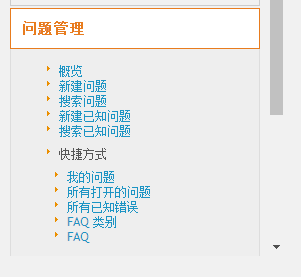 问题管理
概览
新建问题
搜索问题
新建已知问题
搜索已知问题
快捷方式
我的问题
所有打开的问题
所有已知错误
FAQ 类别
FAQ